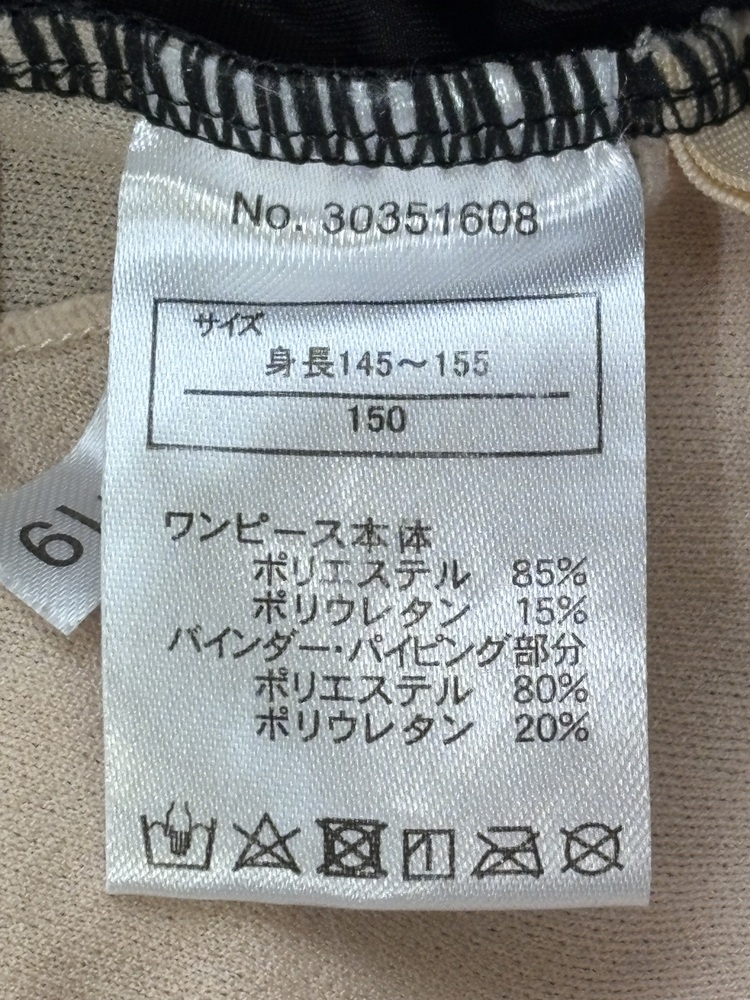 No. 30351608
サイズ
身長145～155
150
ワンピース本体
ポリエステル 85%
ポリウレタン 15%
バインダー・パイピング部分
ポリエステル 80%
ポリウレタン 20%